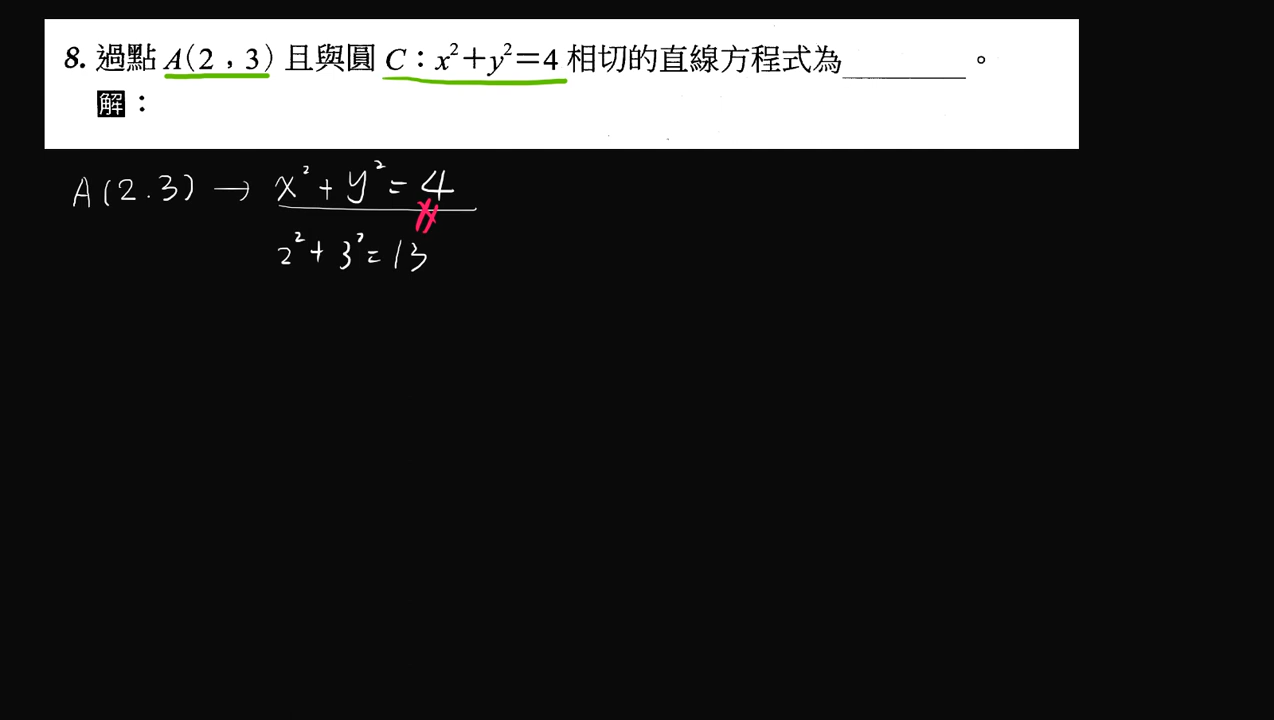 8. 過點 A(2，3) 且與圓 C：x²+y²=4 相切的直線方程式為________。
解：
A(2.3) → x²+y²=4
2²+3²=13